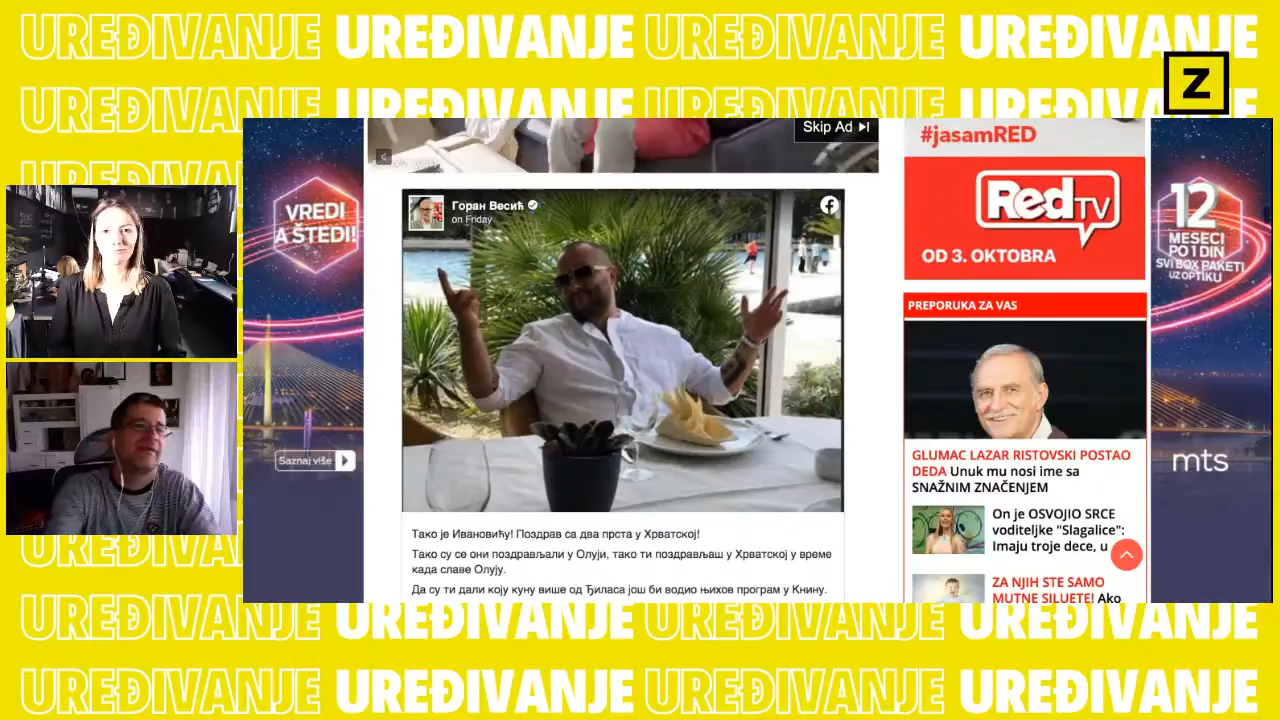 UREĐIVANJE UREĐIVANJE UREĐIVANJE UREĐIVANJE
UREĐIVANJE UREĐIVANJE UREĐIVANJE UREĐIVANJE
Z
VREDI
A ŠTEDI!
Saznaj više
Skip Ad
Горан Весић
on Friday
Тако је Ивановићу! Поздрав са два прста у Хрватској!
Тако су се они поздрављали у Олуји, тако ти поздрављаш у Хрватској у време
када славе Олују.
Да су ти дали коју куну више од Ђиласа још би водио њихов програм у Книну.
#jasamRED
Red TV
OD 3. OKTOBRA
PREPORUKA ZA VAS
GLUMAC LAZAR RISTOVSKI POSTAO
DEDA Unuk mu nosi ime sa
SNAŽNIM ZNAČENJEM
On je OSVOJIO SRCE
voditeljke "Slagalice":
Imaju troje dece, u
ZA NJIH STE SAMO
MUTNE SILUETE! Ako
12
MESECI
PO 1 DIN
SVI BOX PAKETI
UZ OPTIKU
mts
UREĐIVANJE
UREĐIVANJE UREĐIVANJE UREĐIVANJE UREĐIVANJE
UREĐIVANJE UREĐIVANJE UREĐIVANJE UREĐIVANJE